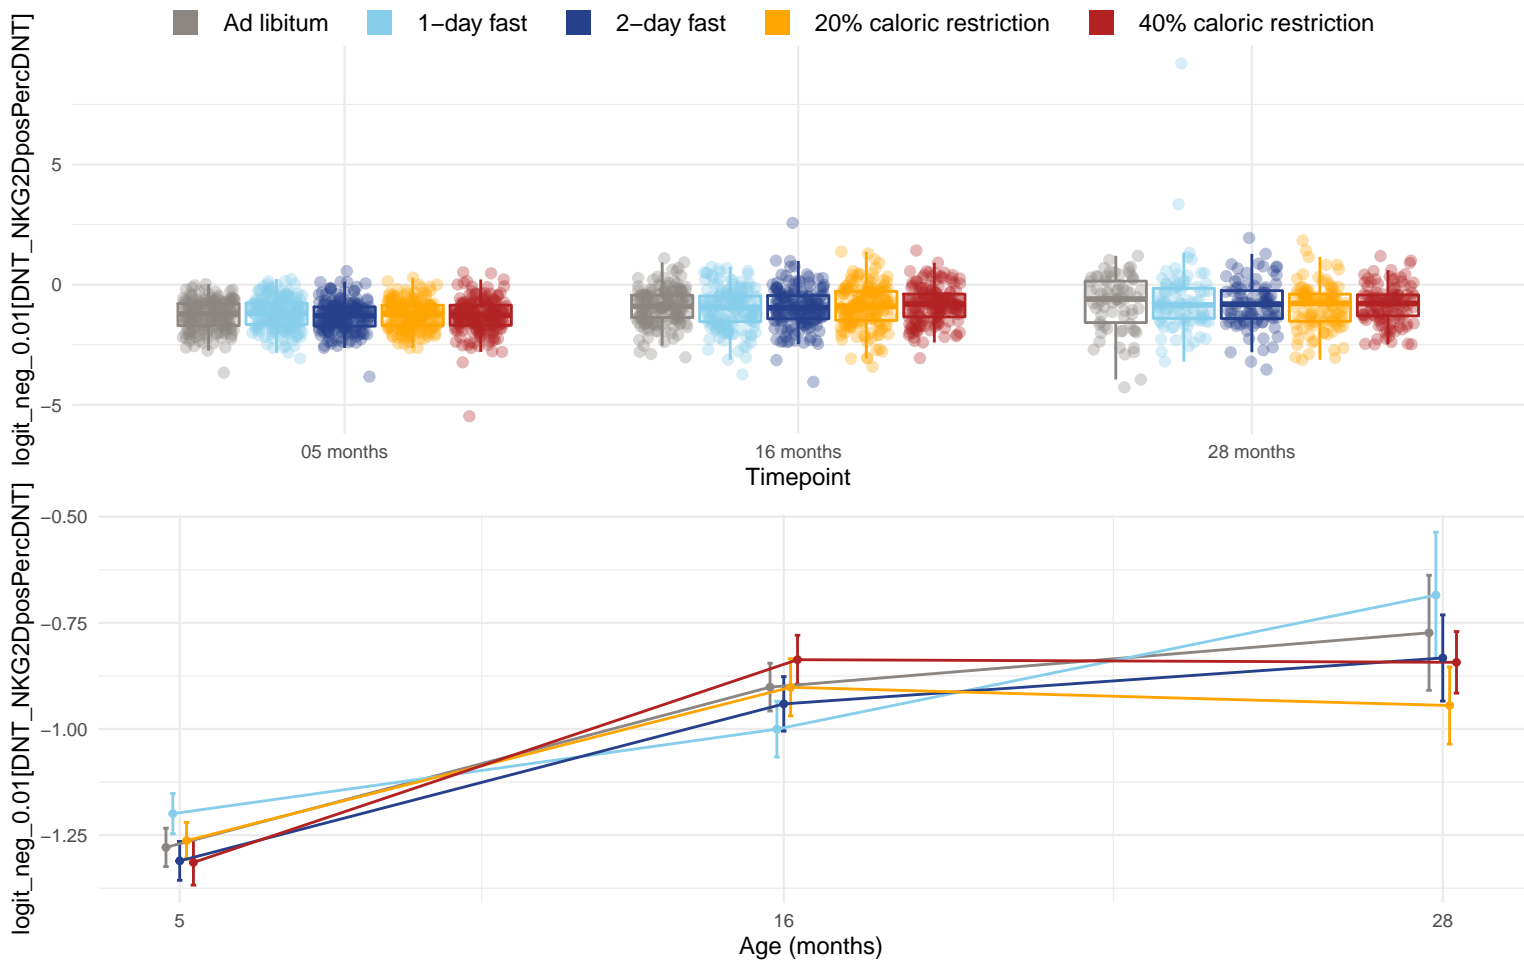 Ad libitum 1−day fast 2−day fast 20% caloric restriction 40% caloric restriction
logit_neg_0.01[DNT_NKG2DposPercDNT]
5
0
−5
05 months 16 months 28 months
Timepoint
logit_neg_0.01[DNT_NKG2DposPercDNT]
−0.50
−0.75
−1.00
−1.25
5 16 28
Age (months)